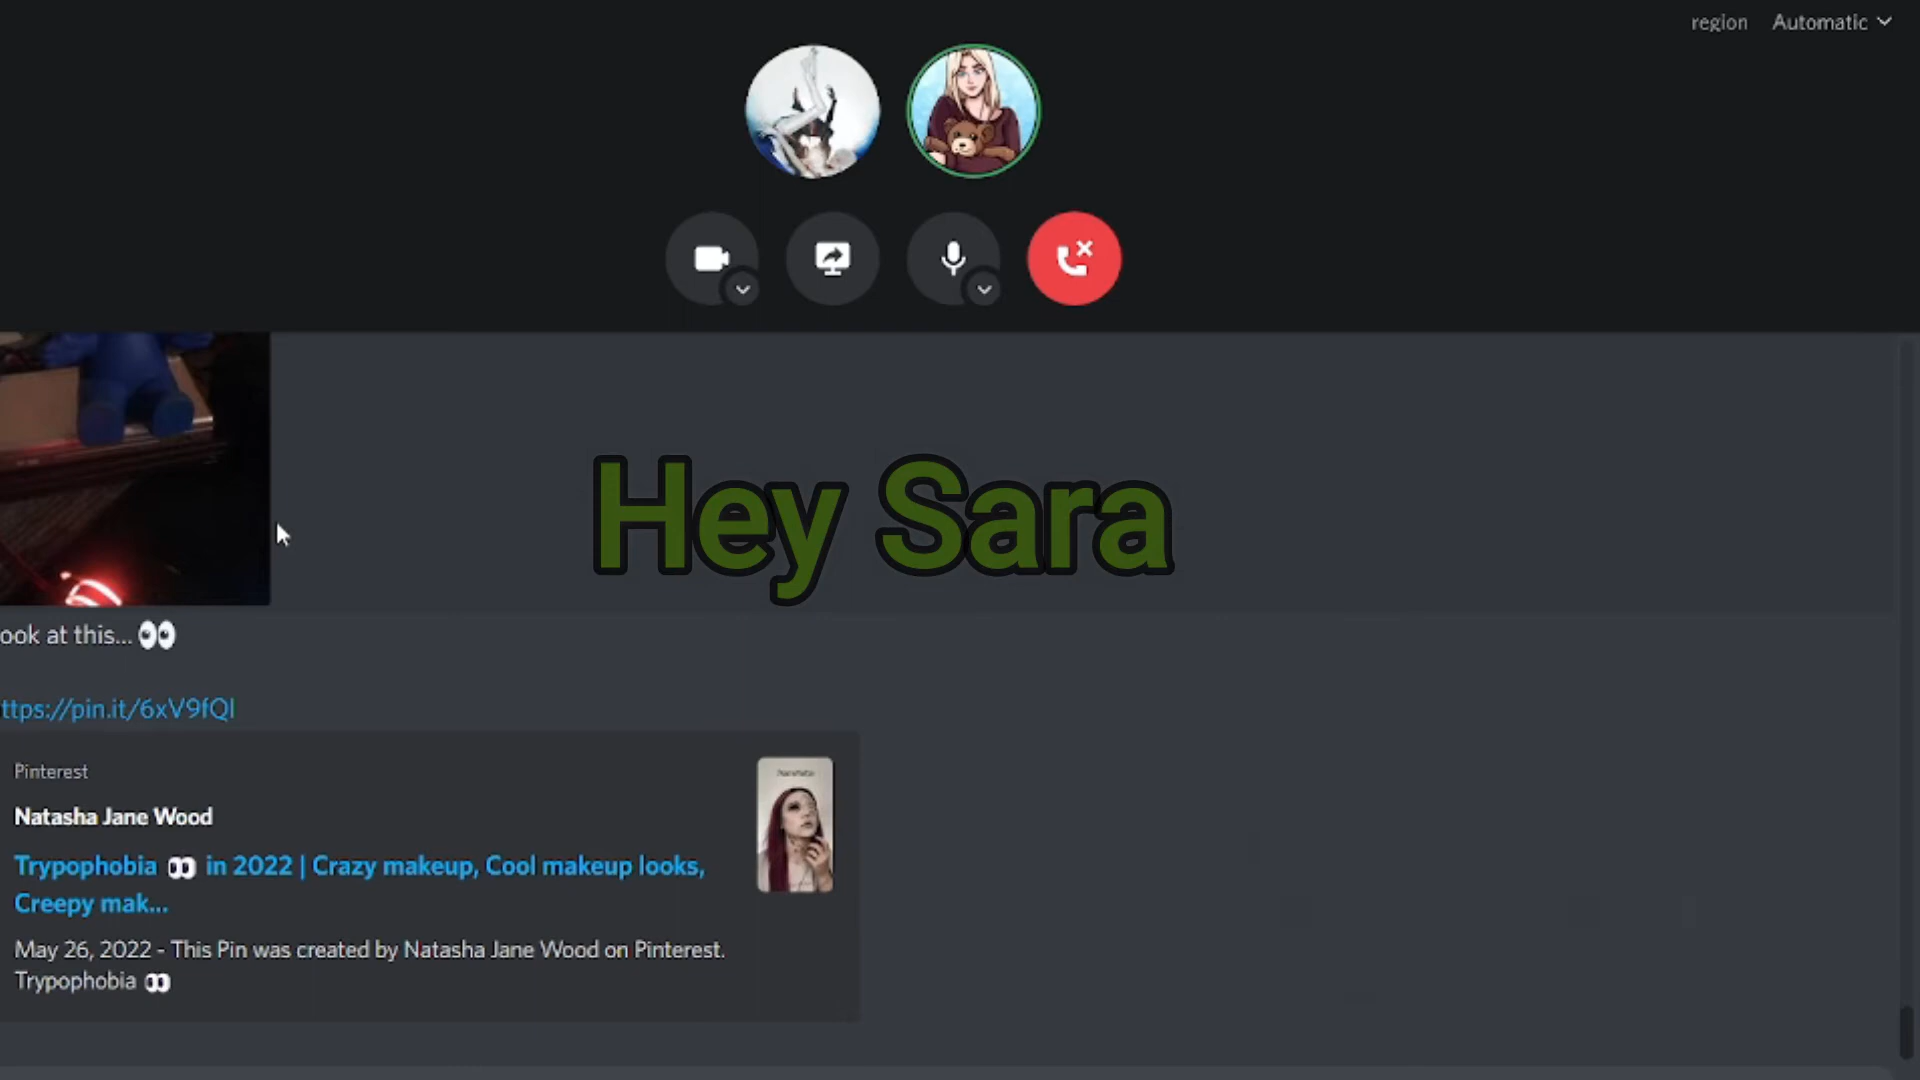 region Automatic
Hey Sara
ook at this... 👀
ttps://pin.it/6xV9fQl
Pinterest
Natasha Jane Wood
Trypophobia 👀 in 2022 | Crazy makeup, Cool makeup looks,
Creepy mak...
May 26, 2022 - This Pin was created by Natasha Jane Wood on Pinterest.
Trypophobia 👀